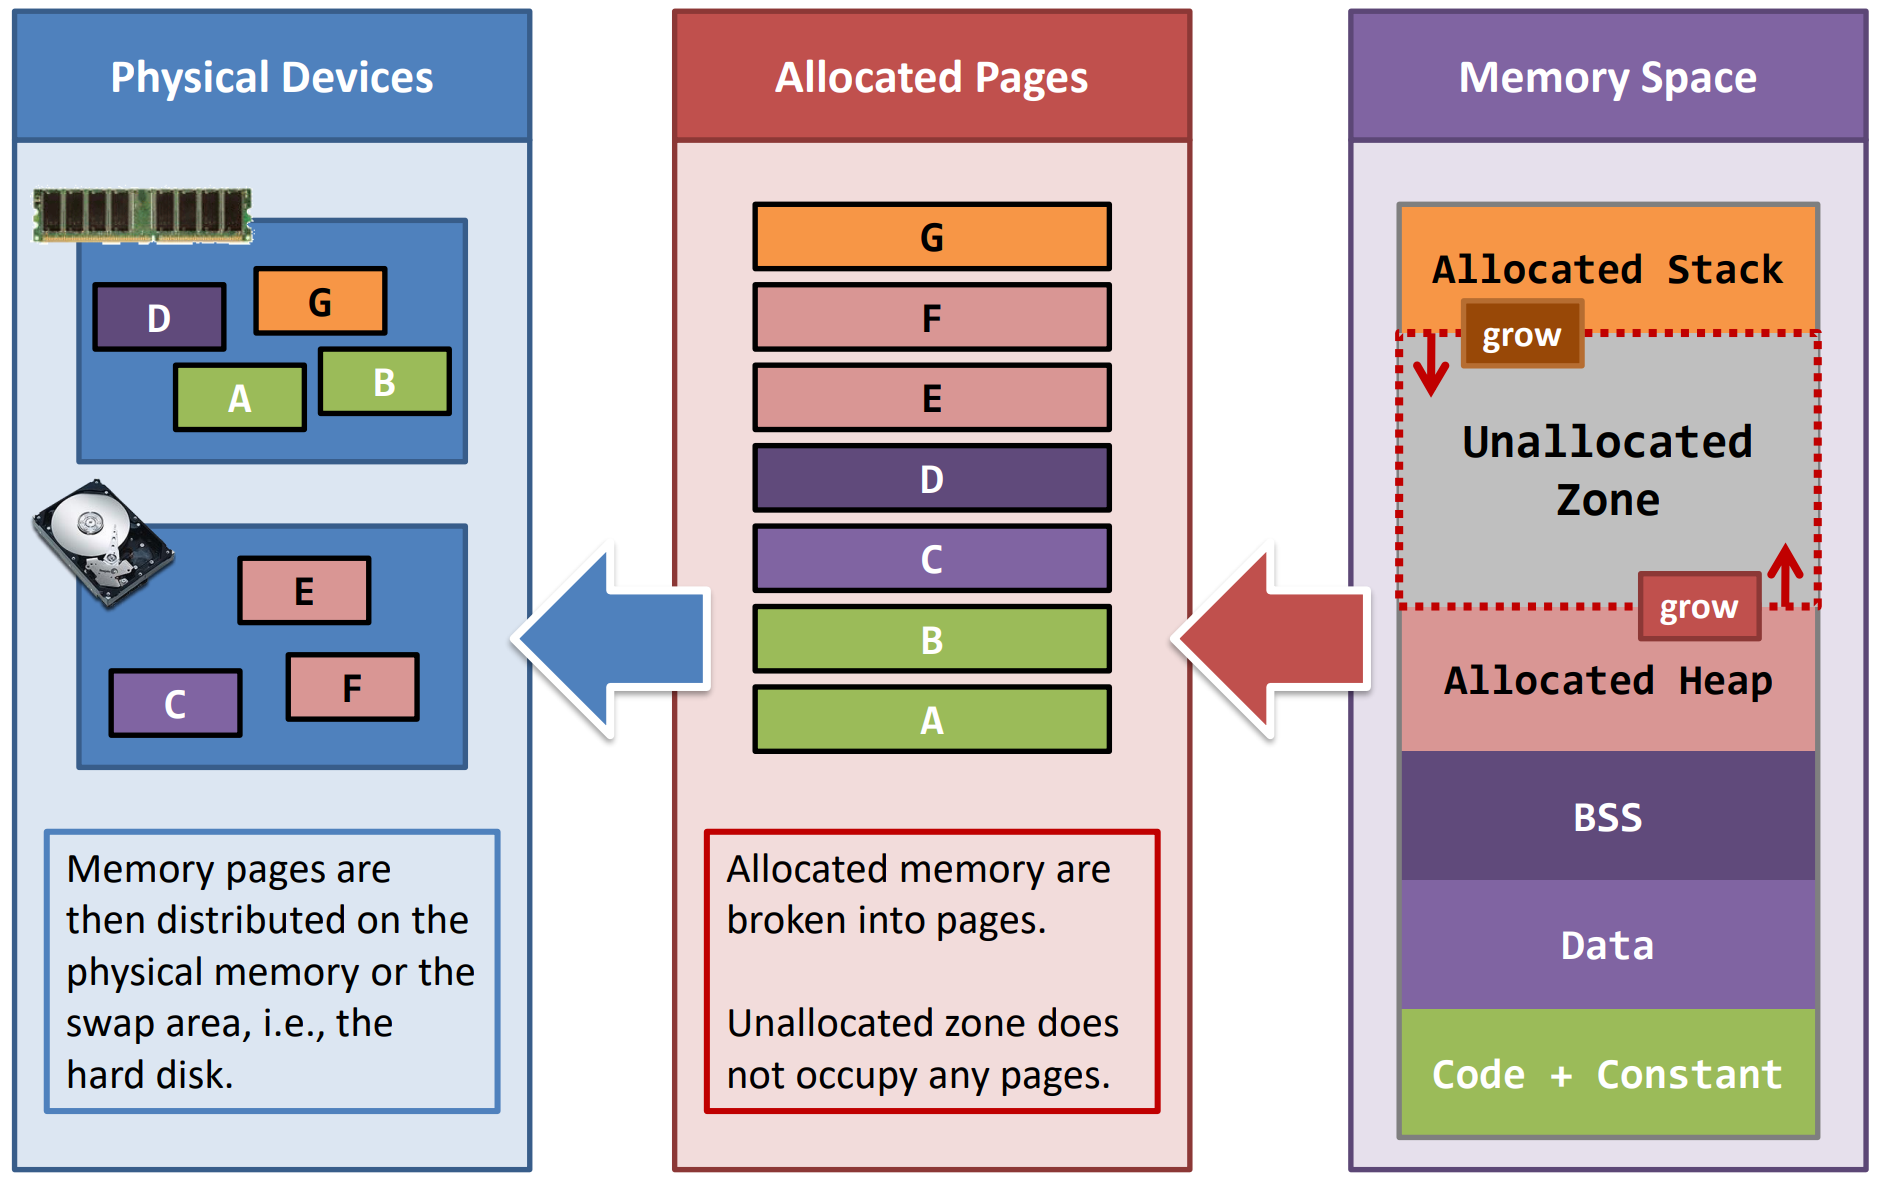 Physical Devices
D
G
A
B
E
C
F
Memory pages are
then distributed on the
physical memory or the
swap area, i.e., the
hard disk.
Allocated Pages
G
F
E
D
C
B
A
Allocated memory are
broken into pages.
Unallocated zone does
not occupy any pages.
Memory Space
Allocated Stack
grow
Unallocated
Zone
grow
Allocated Heap
BSS
Data
Code + Constant